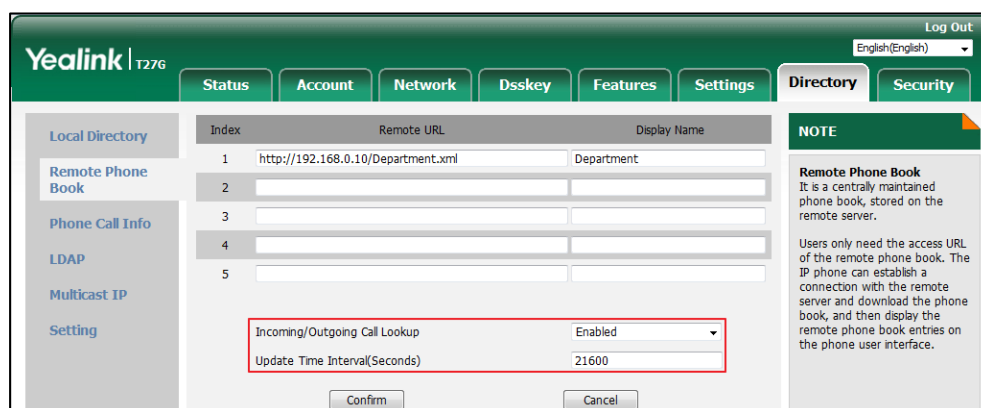 Log Out
Yealink T27G
English(English)
Status Account Network Dsskey Features Settings Directory Security
Local Directory
Remote Phone
Book
Phone Call Info
LDAP
Multicast IP
Setting
Index Remote URL Display Name
1 http://192.168.0.10/Department.xml Department
2
3
4
5
Incoming/Outgoing Call Lookup Enabled
Update Time Interval(Seconds) 21600
Confirm Cancel
NOTE
Remote Phone Book
It is a centrally maintained
phone book, stored on the
remote server.
Users only need the access URL
of the remote phone book. The
IP phone can establish a
connection with the remote
server and download the phone
book, and then display the
remote phone book entries on
the phone user interface.